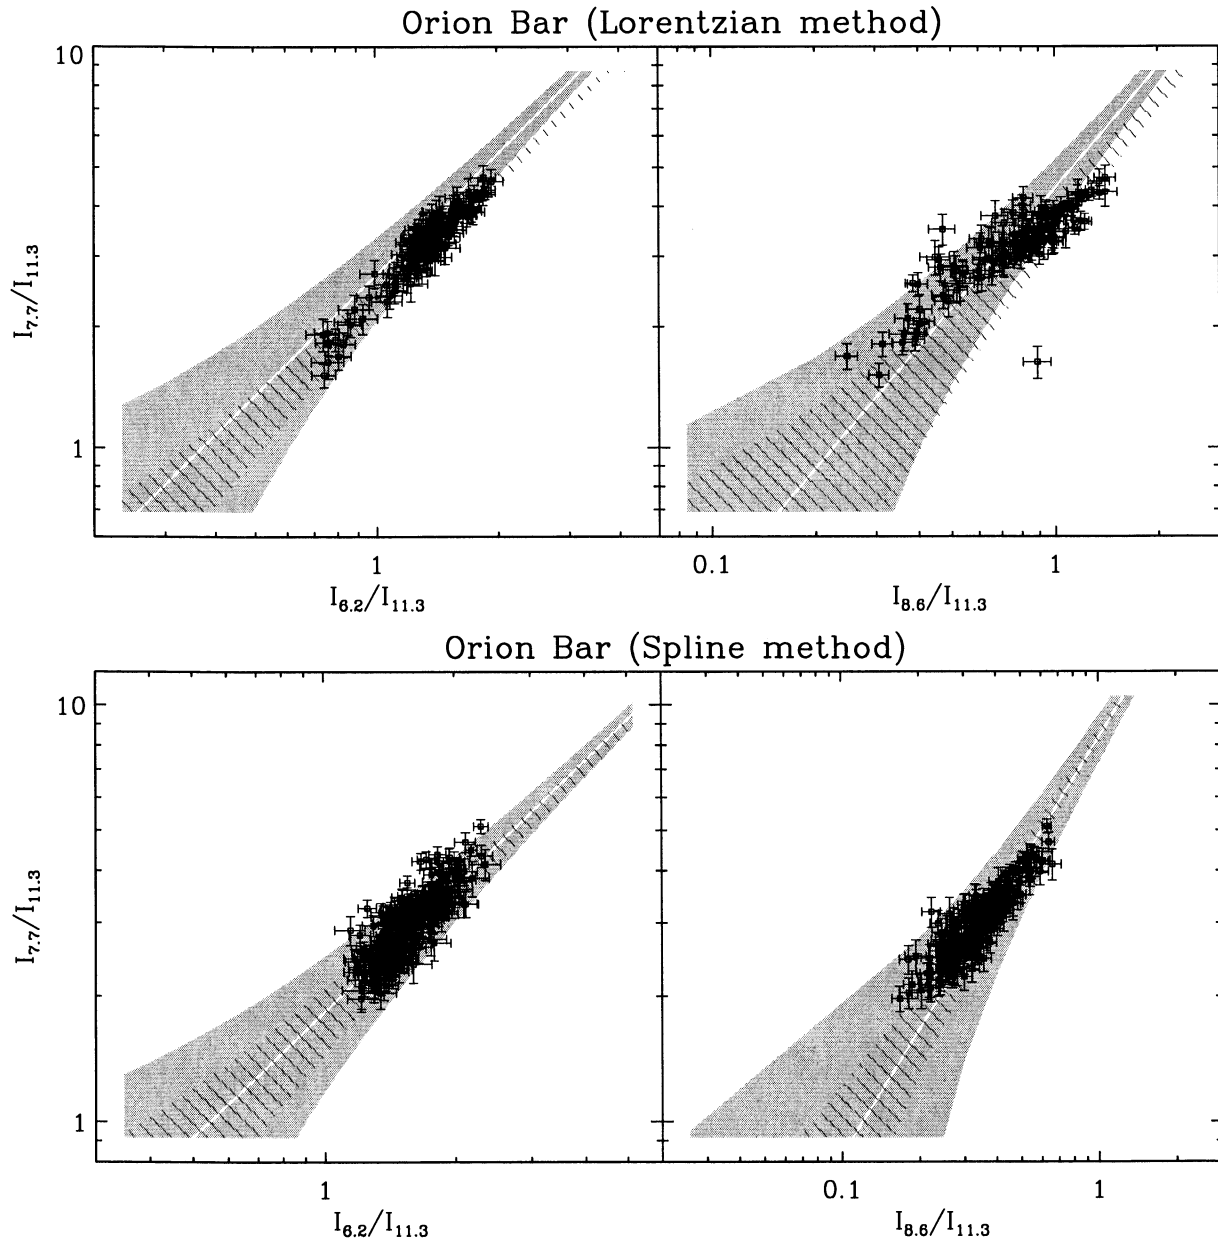 Orion Bar (Lorentzian method)
10
1
I7.7/I11.3
1
0.1
1
I6.2/I11.3
I8.6/I11.3
Orion Bar (Spline method)
10
1
I7.7/I11.3
1
0.1
1
I6.2/I11.3
I8.6/I11.3